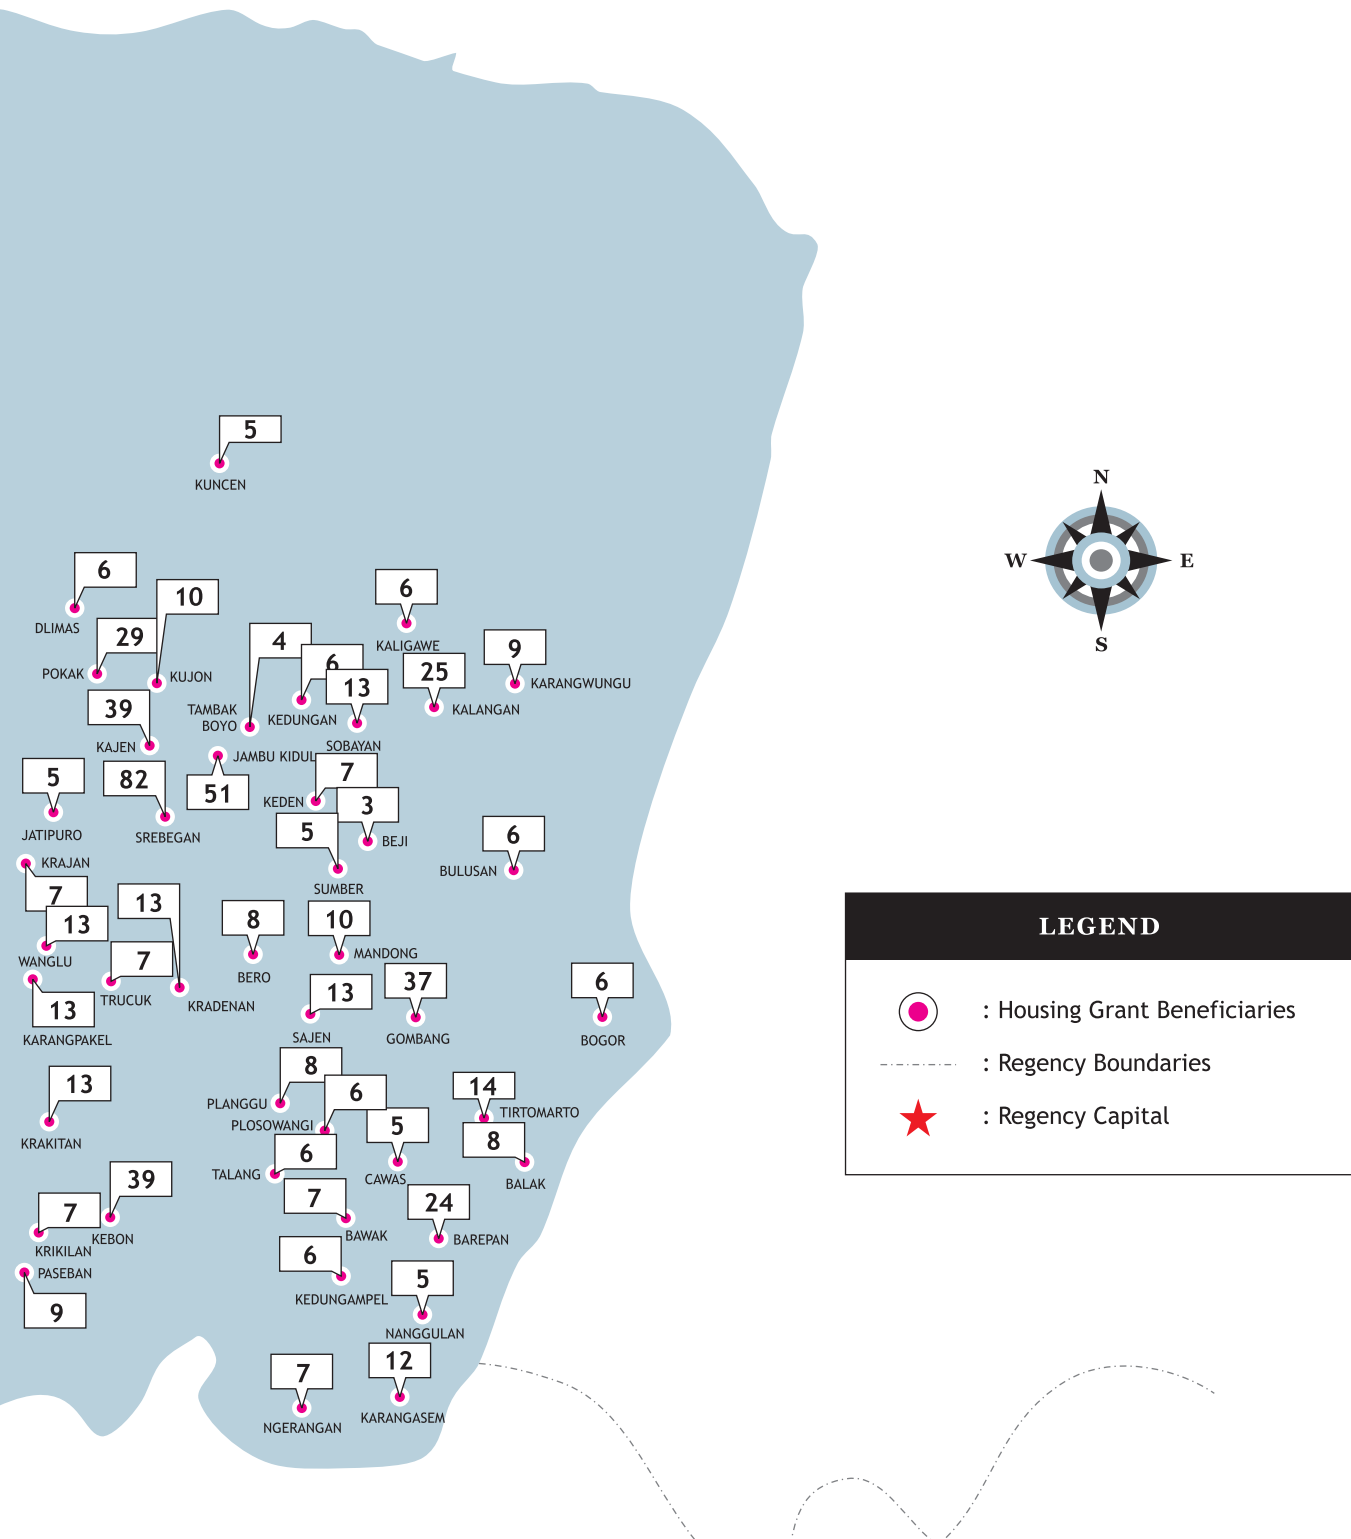 5
KUNCEN
N
W
E
S
6
DLIMAS
10
29
POKAK
KUJON
6
KALIGAWE
4
6
13
9
KARANGWUNGU
25
KALANGAN
39
KAJEN
TAMBAK
BOYO
KEDUNGAN
SOBAYAN
JAMBU KIDUL
51
5
JATIPURO
82
SREBEGAN
7
KEDEN
3
BEJI
5
SUMBER
6
BULUSAN
KRAJAN
7
13
WANGLU
13
7
TRUCUK
KRADENAN
8
BERO
10
MANDONG
13
KARANGPAKEL
13
SAJEN
37
GOMBANG
6
BOGOR
LEGEND
: Housing Grant Beneficiaries
: Regency Boundaries
: Regency Capital
13
KRAKITAN
8
PLANGGU
6
PLOSOWANGI
5
CAWAS
14
TIRTOMARTO
8
BALAK
6
TALANG
7
BAWAK
24
BAREPAN
39
KEBON
7
KRIKILAN
PASEBAN
9
6
KEDUNGAMPEL
5
NANGGULAN
7
NGERANGAN
12
KARANGASEM